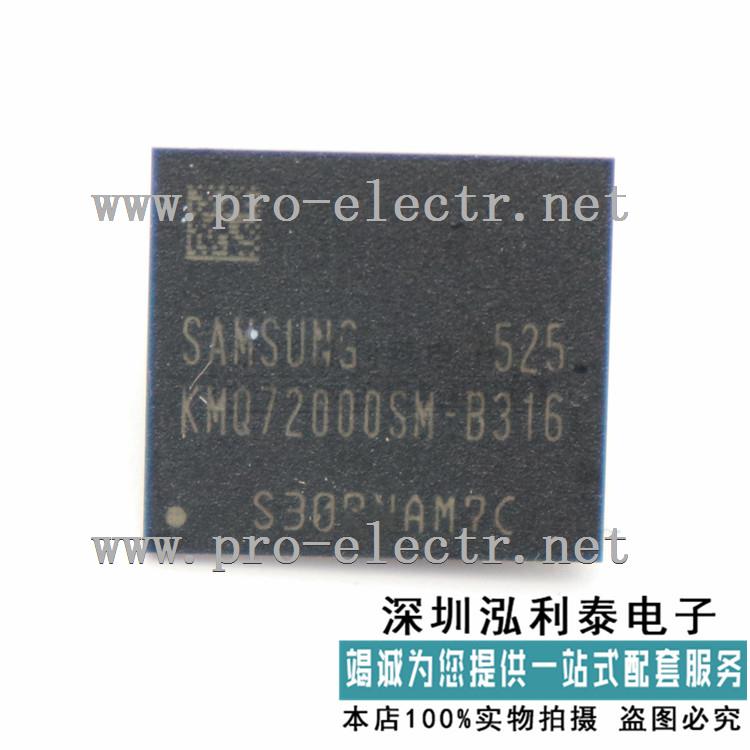 www.pro-electr.net
SAMSUNG 525
KMQ72000SM-B316
www.pro-electr.net
深圳泓利泰电子
竭诚为您提供一站式配套服务
本店100%实物拍摄 盗图必究